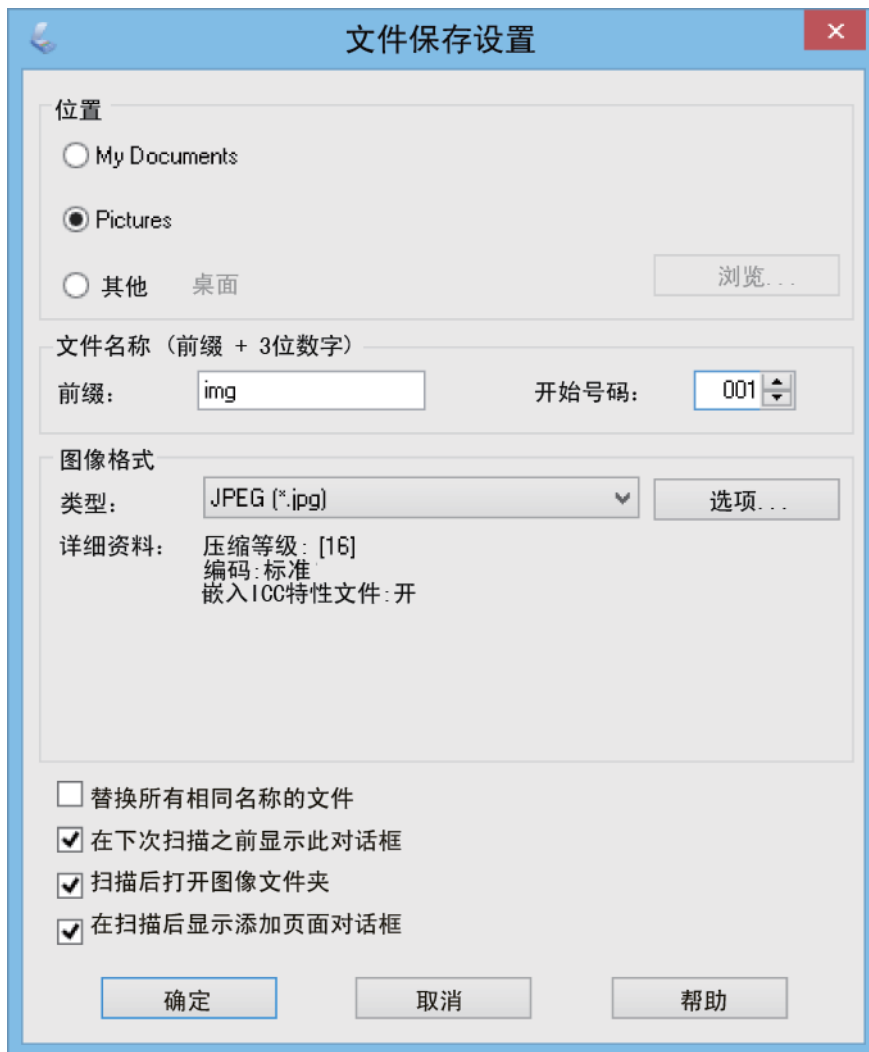 文件保存设置
位置
My Documents
Pictures
其他 桌面 浏览...
文件名称（前缀 + 3位数字）
前缀： img 开始号码： 001
图像格式
类型： JPEG (*.jpg) 选项...
详细资料： 压缩等级: [16]
编码:标准
嵌入ICC特性文件:开
替换所有相同名称的文件
在下次扫描之前显示此对话框
扫描后打开图像文件夹
在扫描后显示添加页面对话框
确定 取消 帮助